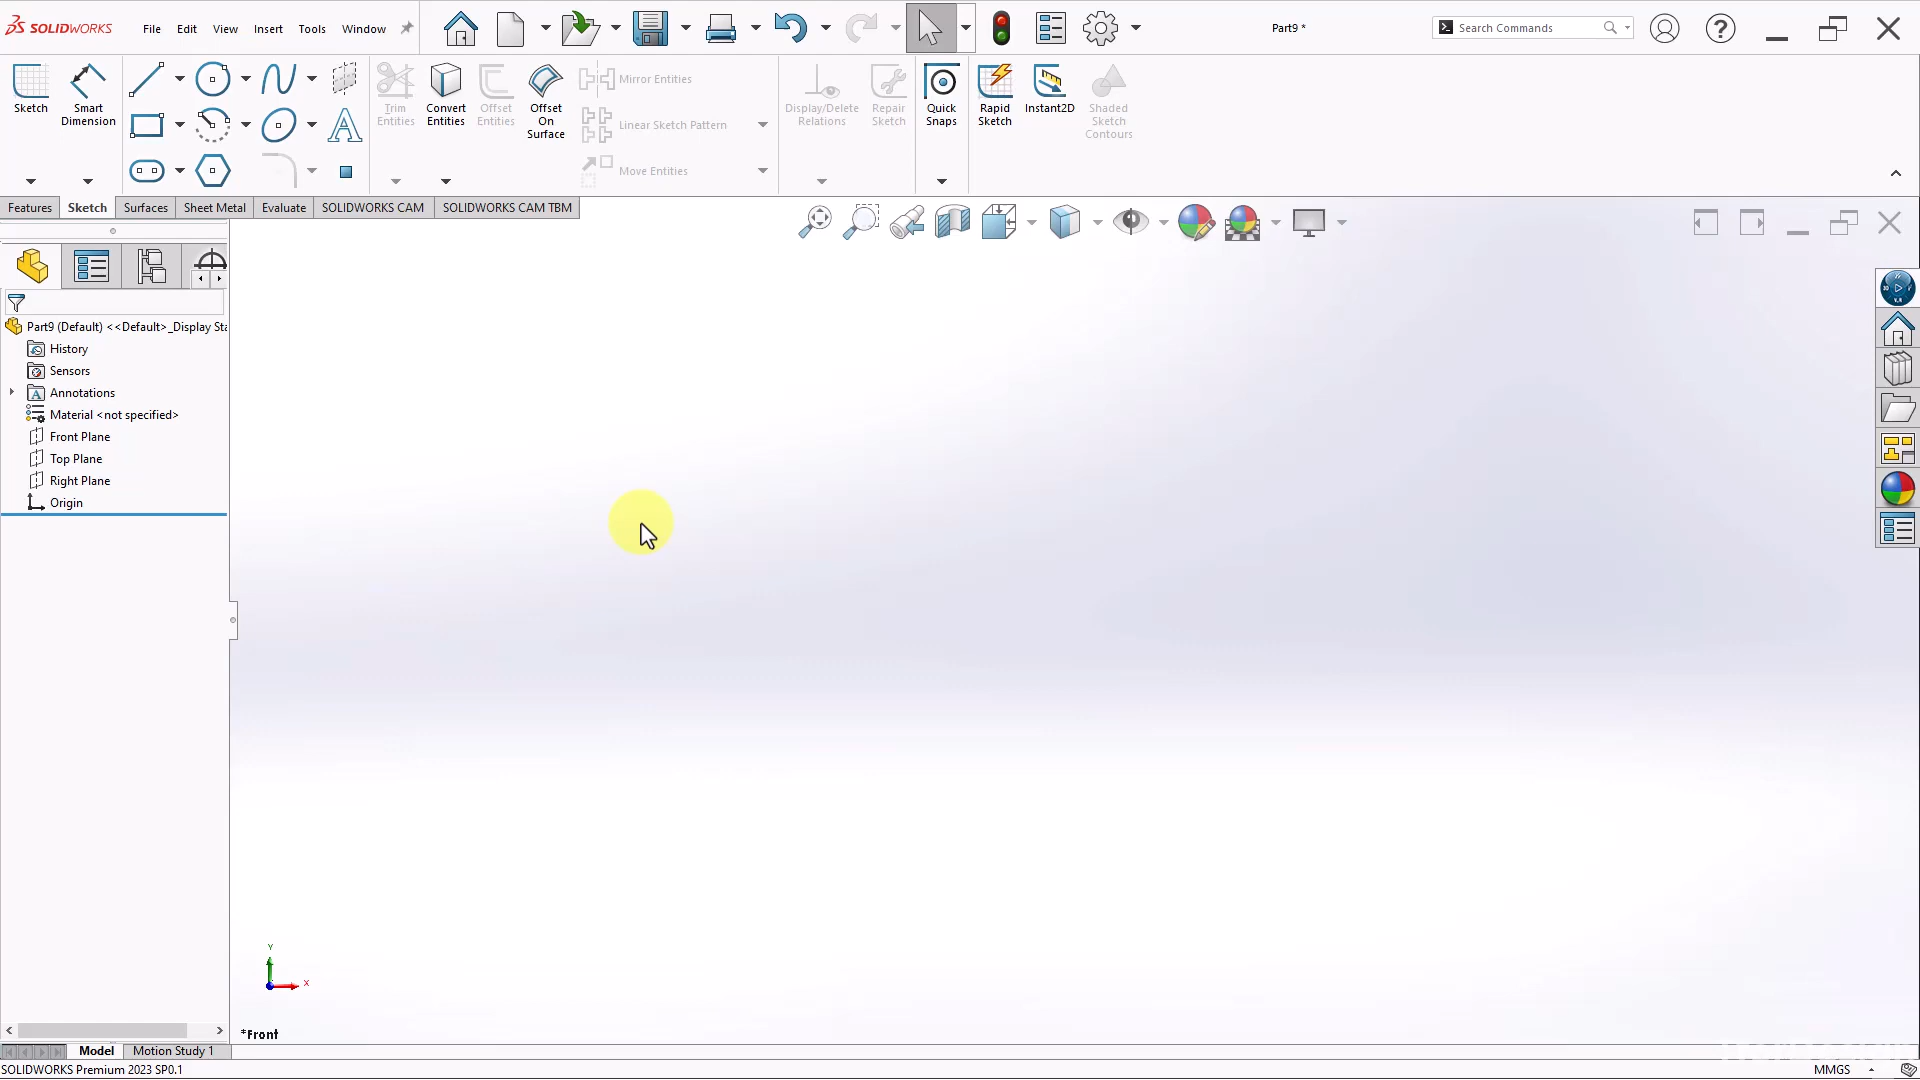 SOLIDWORKS
File
Edit
View
Insert
Tools
Window
Part9 *
Search Commands
Sketch
Smart
Dimension
Trim
Entities
Convert
Entities
Offset
Entities
Offset
On
Surface
Mirror Entities
Linear Sketch Pattern
Move Entities
Display/Delete
Relations
Repair
Sketch
Quick
Snaps
Rapid
Sketch
Instant2D
Shaded
Sketch
Contours
Features
Sketch
Surfaces
Sheet Metal
Evaluate
SOLIDWORKS CAM
SOLIDWORKS CAM TBM
Part9 (Default) <<Default>_Display Sta
History
Sensors
Annotations
Material <not specified>
Front Plane
Top Plane
Right Plane
Origin
Y
X
*Front
Model
Motion Study 1
SOLIDWORKS Premium 2023 SP0.1
MMGS